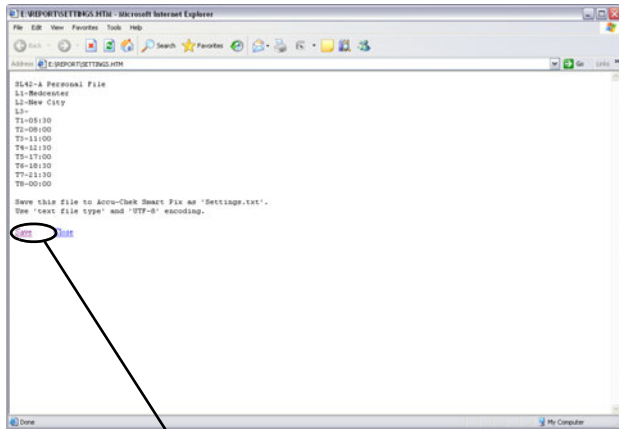 E:\REPORT\SETTINGS.HTM - Microsoft Internet Explorer
File Edit View Favorites Tools Help
Back Search Favorites
Address E:\REPORT\SETTINGS.HTM Go Links »
SL42-A Personal File
L1-Medcenter
L2-New City
L3-
T1-05:30
T2-08:00
T3-11:00
T4-12:30
T5-17:00
T6-18:30
T7-21:30
T8-00:00
Save this file to Accu-Chek Smart Pix as 'Settings.txt'.
Use 'text file type' and 'UTF-8' encoding.
Save Close
Done My Computer